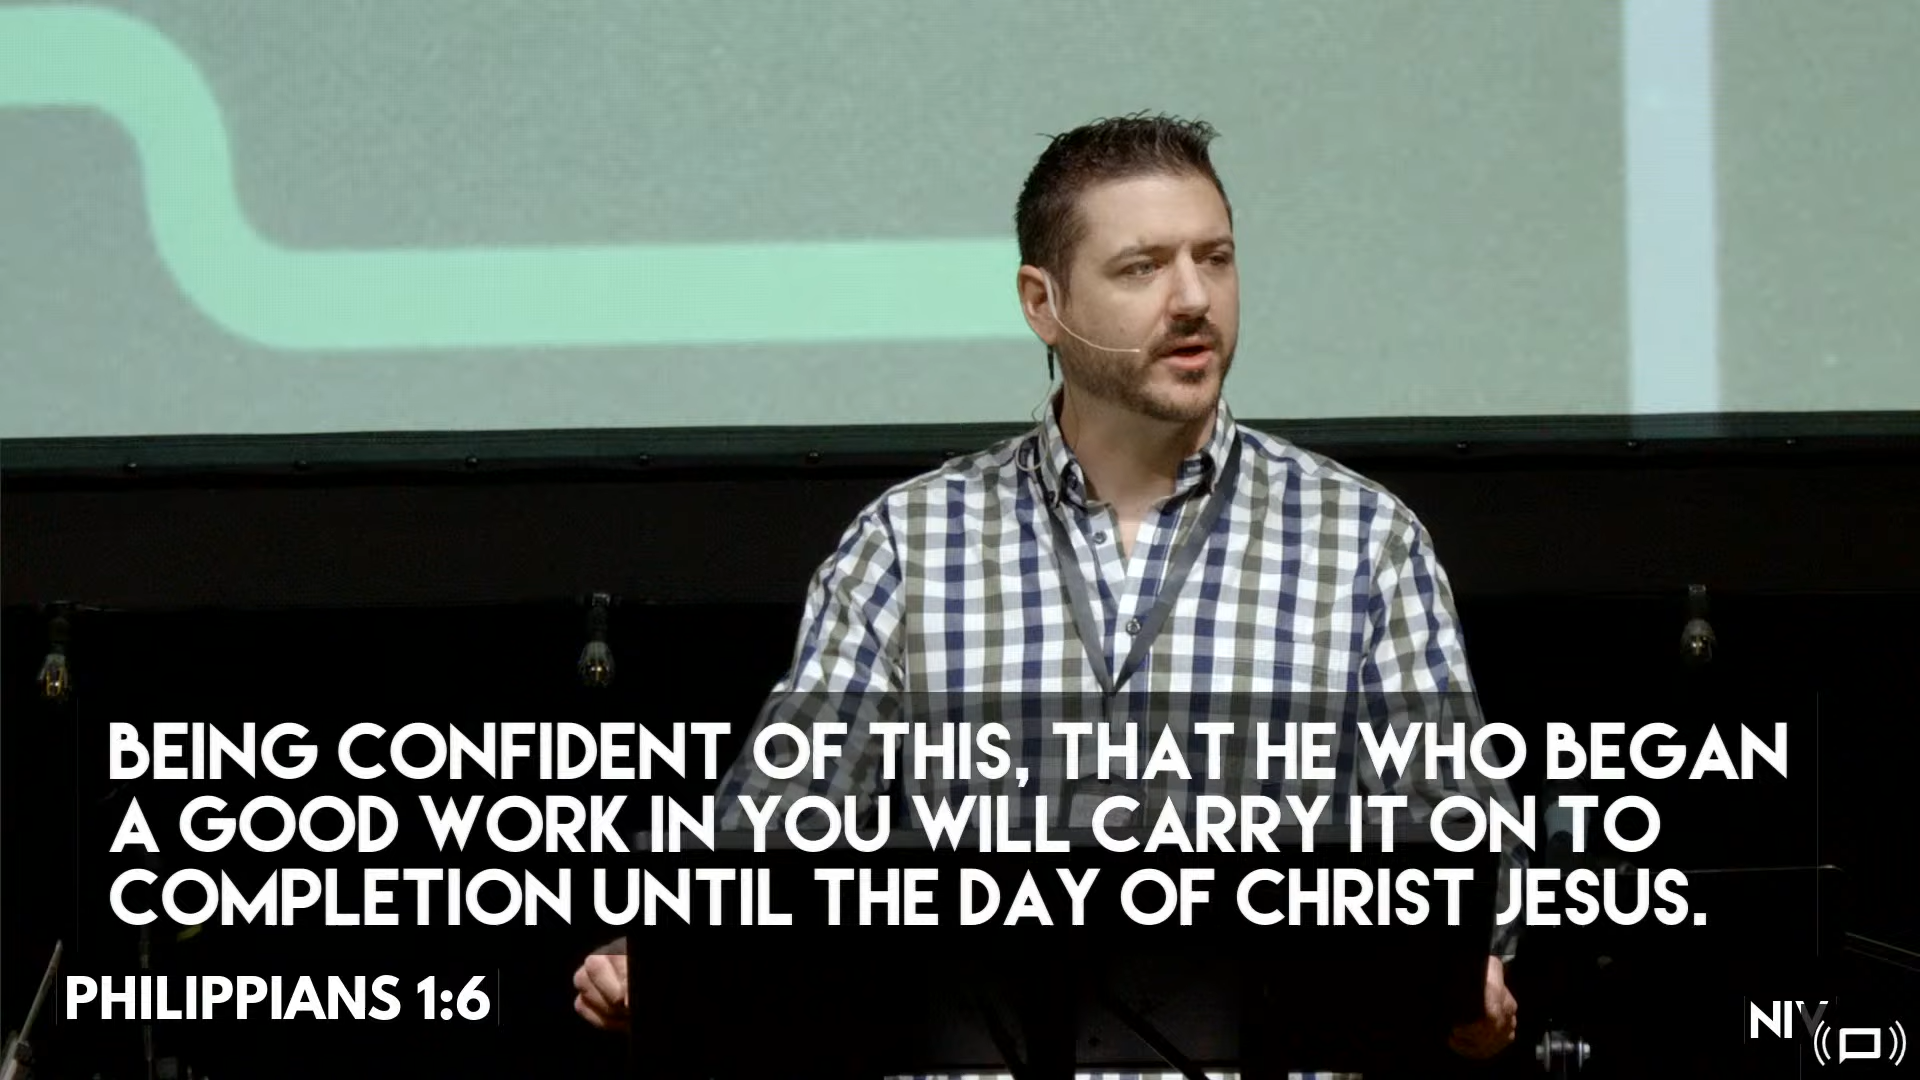 BEING CONFIDENT OF THIS, THAT HE WHO BEGAN
A GOOD WORK IN YOU WILL CARRY IT ON TO
COMPLETION UNTIL THE DAY OF CHRIST JESUS.
PHILIPPIANS 1:6
NIV